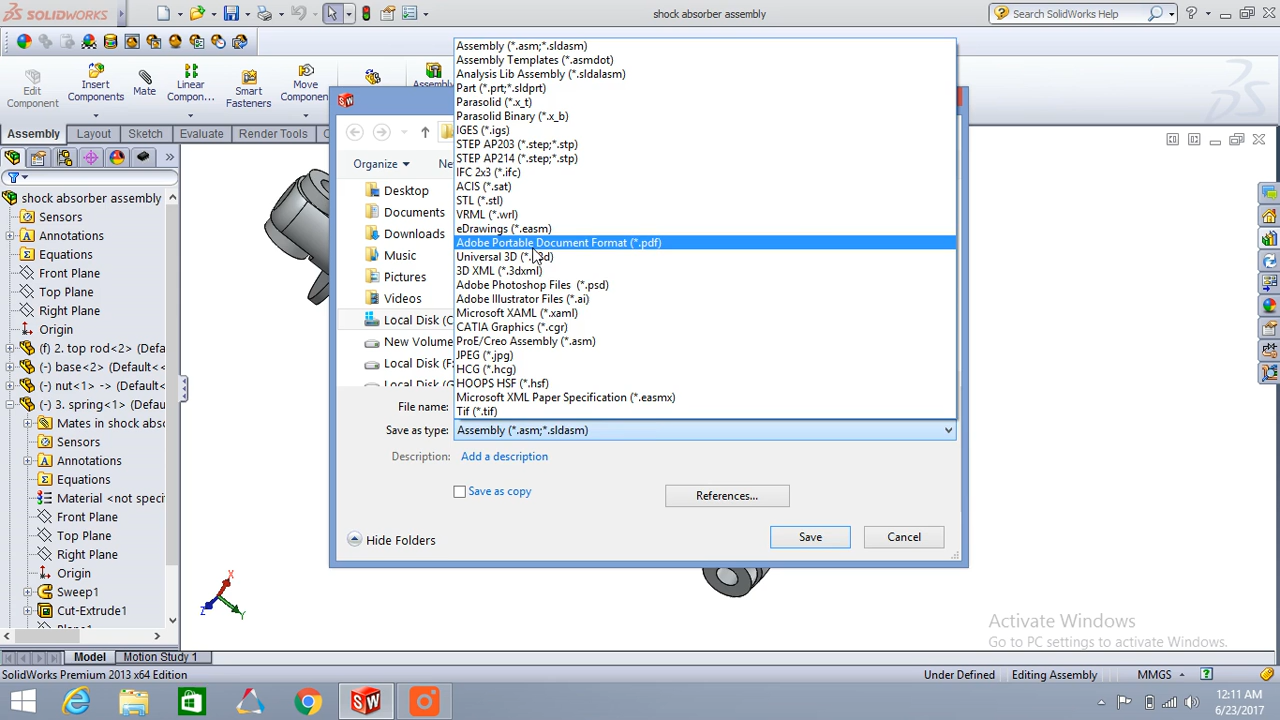 SOLIDWORKS
shock absorber assembly
Search SolidWorks Help
Edit
Component
Insert
Components
Mate
Linear
Compon...
Smart
Fasteners
Move
Components
Assembly
Layout
Sketch
Evaluate
Render Tools
shock absorber assembly
Sensors
Annotations
Equations
Front Plane
Top Plane
Right Plane
Origin
(f) 2. top rod<2> (Defa
(-) base<2> (Default<
(-) nut<1> (Default<<
(-) 3. spring<1> (Defa
Mates in shock abso
Sensors
Annotations
Equations
Material <not specif
Front Plane
Top Plane
Right Plane
Origin
Sweep1
Cut-Extrude1
Organize
Desktop
Documents
Downloads
Music
Pictures
Videos
Local Disk (C
New Volume
Local Disk (F:
Local Disk (
Assembly (*.asm;*.sldasm)
Assembly Templates (*.asmdot)
Analysis Lib Assembly (*.sldalasm)
Part (*.prt;*.sldprt)
Parasolid (*.x_t)
Parasolid Binary (*.x_b)
IGES (*.igs)
STEP AP203 (*.step;*.stp)
STEP AP214 (*.step;*.stp)
IFC 2x3 (*.ifc)
ACIS (*.sat)
STL (*.stl)
VRML (*.wrl)
eDrawings (*.easm)
Adobe Portable Document Format (*.pdf)
Universal 3D
3D XML (*.3dxml)
Adobe Photoshop Files (*.psd)
Adobe Illustrator Files (*.ai)
Microsoft XAML (*.xaml)
CATIA Graphics (*.cgr)
ProE/Creo Assembly (*.asm)
JPEG (*.jpg)
HCG (*.hcg)
HOOPS HSF (*.hsf)
Microsoft XML Paper Specification (*.easmx)
Tif (*.tif)
File name:
Save as type: Assembly (*.asm;*.sldasm)
Description: Add a description
Save as copy
References...
Hide Folders
Save
Cancel
X
Z
Y
Activate Windows
Go to PC settings to activate Windows.
Model
Motion Study 1
SolidWorks Premium 2013 x64 Edition
Under Defined
Editing Assembly
MMGS
12:11 AM
6/23/2017